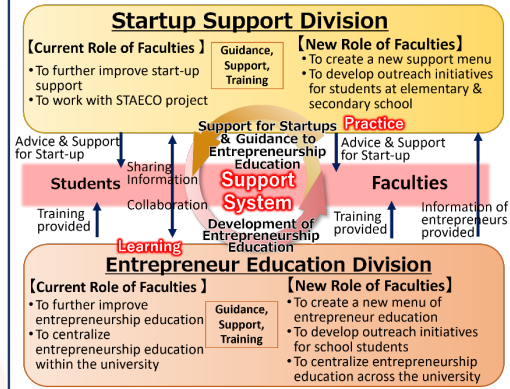 Startup Support Division
【Current Role of Faculties 】
• To further improve start-up
support
• To work with STAECO project
Guidance,
Support,
Training
【New Role of Faculties】
• To create a new support menu
• To develop outreach initiatives
for students at elementary &
secondary school
Support for Startups
& Guidance to
Entrepreneurship
Education
Practice
Advice & Support
for Start-up
Sharing
Information
Collaboration
Advice & Support
for Start-up
Students
Support
System
Faculties
Training
provided
Development of
Entrepreneurship
Education
Training
provided
Information of
entrepreneurs
provided
Learning
Entrepreneur Education Division
【Current Role of Faculties 】
• To further improve
entrepreneurship education
• To centralize
entrepreneurship education
within the university
Guidance,
Support,
Training
【New Role of Faculties】
• To create a new menu of
entrepreneur education
• To develop outreach initiatives
for school students
• To centralize entrepreneurship
education across the university